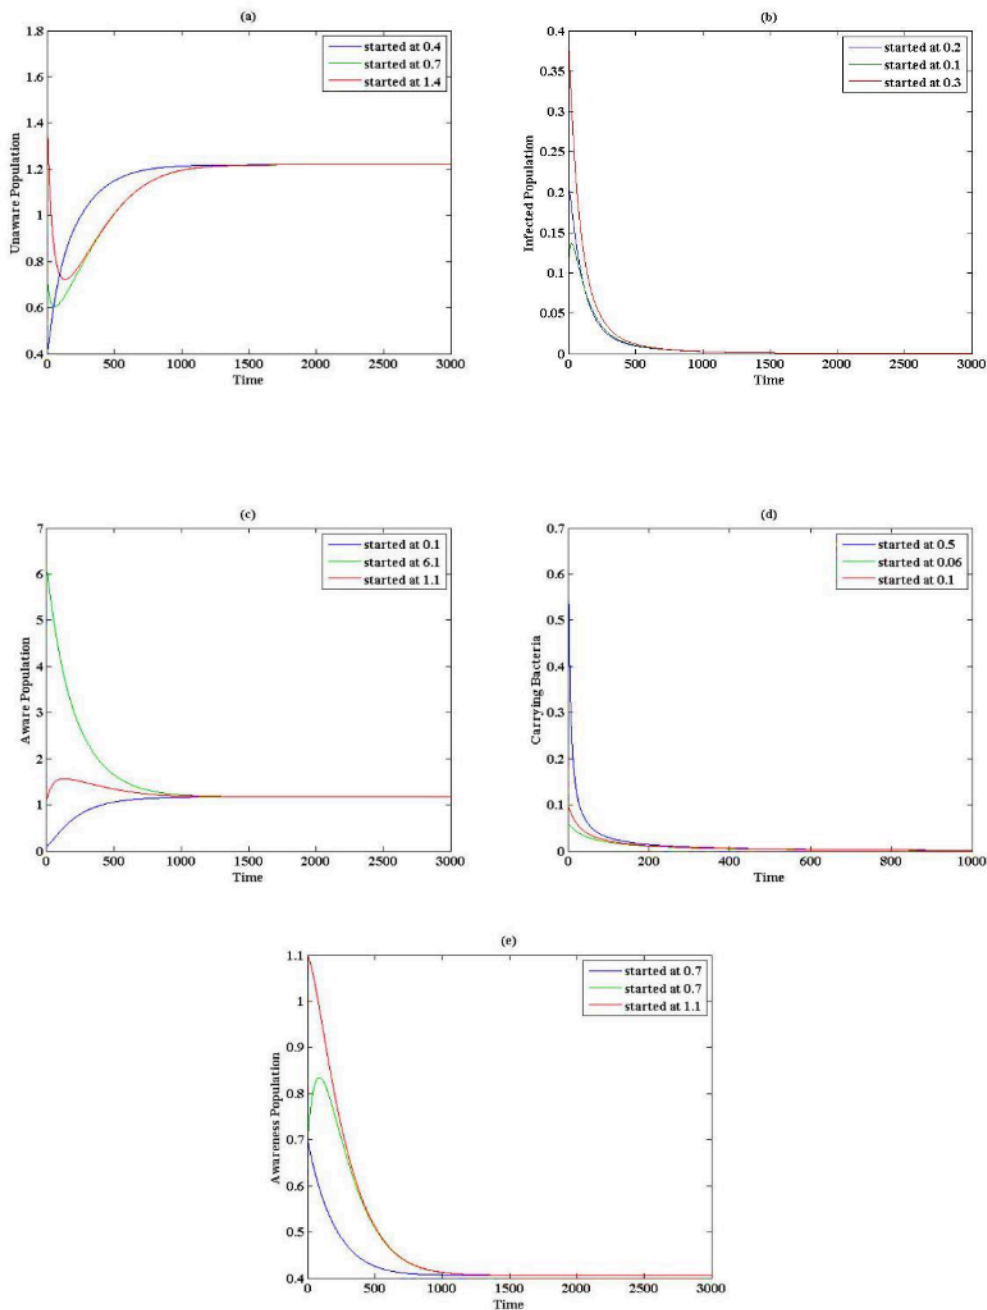 (a)
1.8
1.6
1.4
1.2
1
0.8
0.6
0.4
Unaware Population
started at 0.4
started at 0.7
started at 1.4
0 500 1000 1500 2000 2500 3000
Time
(b)
0.4
0.35
0.3
0.25
0.2
0.15
0.1
0.05
0
Infected Population
started at 0.2
started at 0.1
started at 0.3
0 500 1000 1500 2000 2500 3000
Time
(c)
7
6
5
4
3
2
1
0
Aware Population
started at 0.1
started at 6.1
started at 1.1
0 500 1000 1500 2000 2500 3000
Time
(d)
0.7
0.6
0.5
0.4
0.3
0.2
0.1
0
Carrying Bacteria
started at 0.5
started at 0.06
started at 0.1
0 200 400 600 800 1000
Time
(e)
1.1
1
0.9
0.8
0.7
0.6
0.5
0.4
Awareness Population
started at 0.7
started at 0.7
started at 1.1
0 500 1000 1500 2000 2500 3000
Time